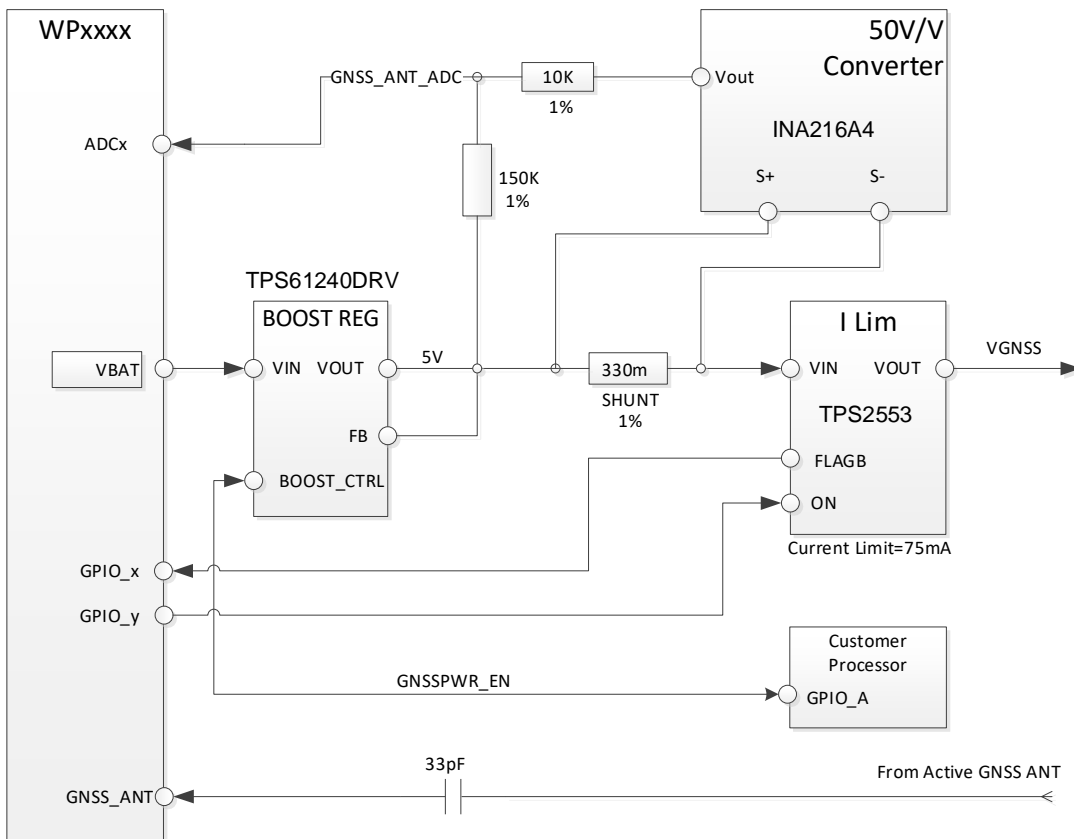 WPxxxx
50V/V
Converter
GNSS_ANT_ADC
10K
1%
Vout
INA216A4
ADCx
150K
1%
S+
S-
TPS61240DRV
BOOST REG
I Lim
VGNSS
VBAT
VIN
VOUT
5V
330m
SHUNT
1%
VIN
VOUT
TPS2553
FB
FLAGB
BOOST_CTRL
ON
Current Limit=75mA
GPIO_x
GPIO_y
Customer
Processor
GNSSPWR_EN
GPIO_A
33pF
From Active GNSS ANT
GNSS_ANT